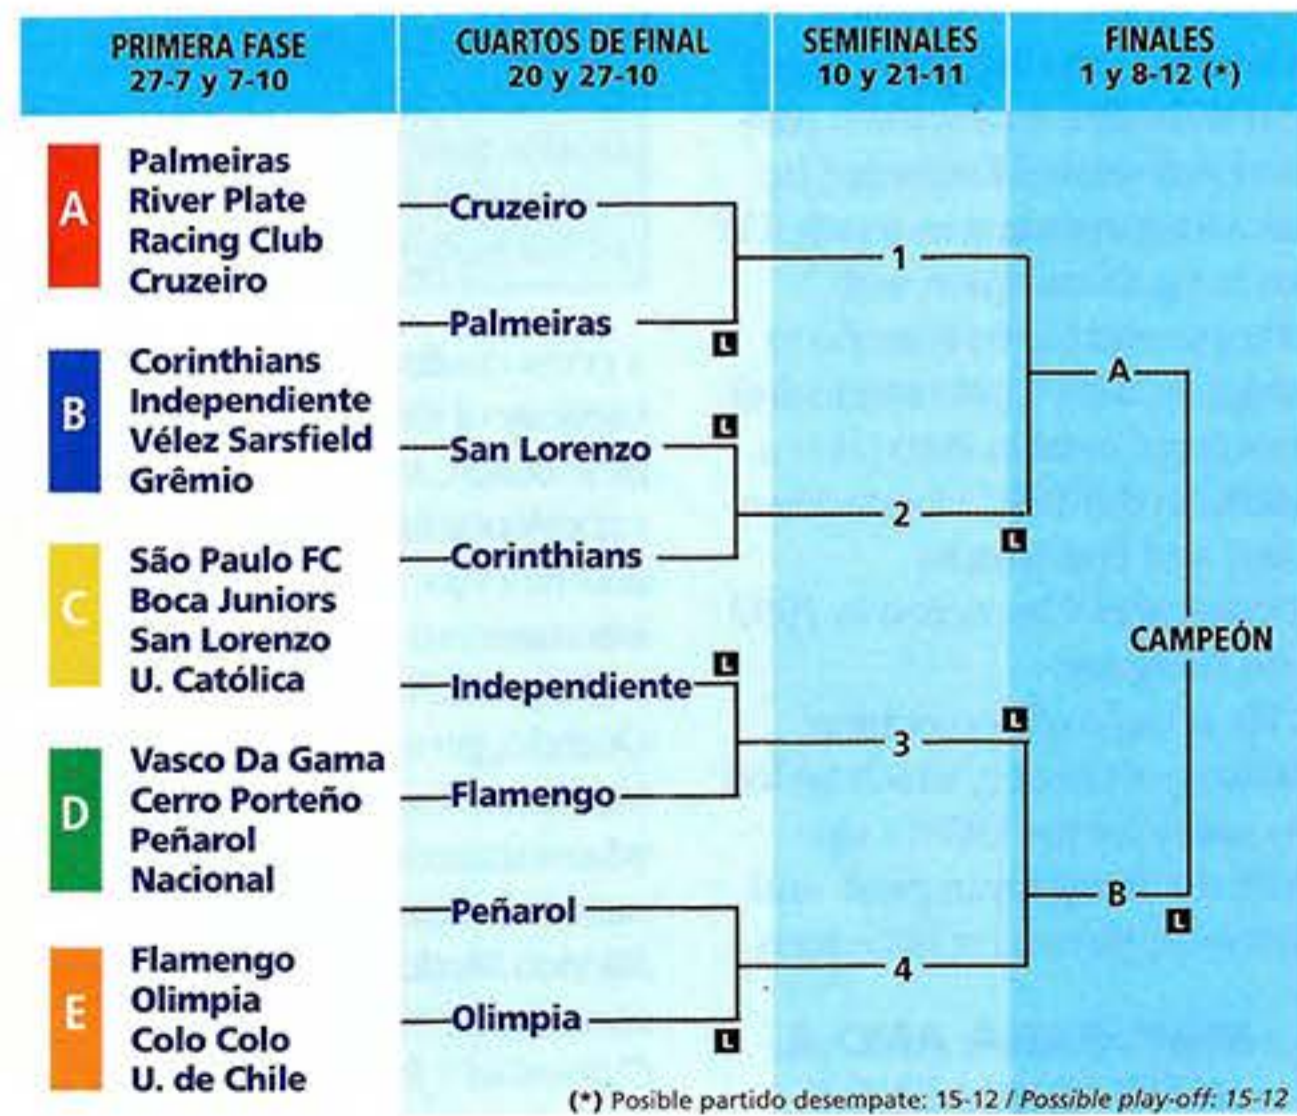 PRIMERA FASE
27-7 y 7-10
CUARTOS DE FINAL
20 y 27-10
SEMIFINALES
10 y 21-11
FINALES
1 y 8-12 (*)
A
Palmeiras
River Plate
Racing Club
Cruzeiro
B
Corinthians
Independiente
Vélez Sarsfield
Grêmio
C
São Paulo FC
Boca Juniors
San Lorenzo
U. Católica
D
Vasco Da Gama
Cerro Porteño
Peñarol
Nacional
E
Flamengo
Olimpia
Colo Colo
U. de Chile
Cruzeiro
Palmeiras
L
L
San Lorenzo
Corinthians
L
Independiente
Flamengo
Peñarol
Olimpia
L
1
2
L
L
3
4
A
CAMPEÓN
B
L
(*) Posible partido desempate: 15-12 / Possible play-off: 15-12